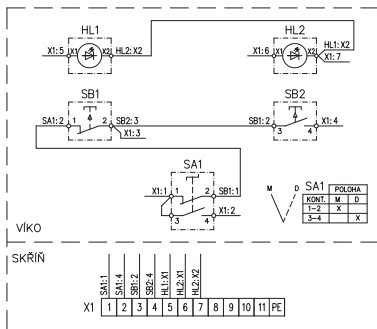 HL1
HL2
X1:5 X1 X2 HL2:X2
X1:6 X1 X2 HL1:X2
X1:7
SB1
SB2
SA1:2 1 2 SB2:3
X1:3
SB1:2 3 4 X1:4
SA1
X1:1 1 2 SB1:1
3 4 X1:2
M D
SA1 POLOHA
KONT. M D
1-2 X
3-4 X
VÍKO
SKŘÍŇ
SA1:1
SA1:4
SB1:2
SB2:4
HL1:X1
HL2:X1
HL2:X2
X1 1 2 3 4 5 6 7 8 9 10 11 PE